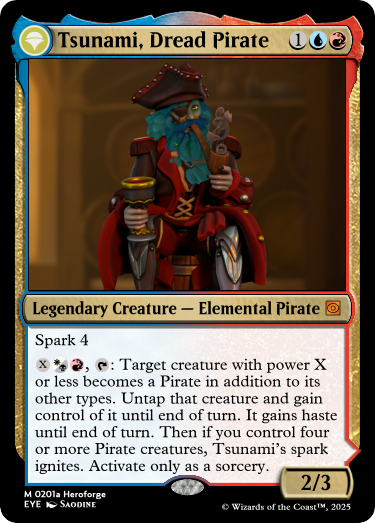 Tsunami, Dread Pirate 1
Legendary Creature — Elemental Pirate
Spark 4
X, : Target creature with power X
or less becomes a Pirate in addition to its
other types. Untap that creature and gain
control of it until end of turn. It gains haste
until end of turn. Then if you control four
or more Pirate creatures, Tsunami's spark
ignites. Activate only as a sorcery.
2/3
M 0201a Heroforge
EYE Saodine
© Wizards of the Coast™, 2025